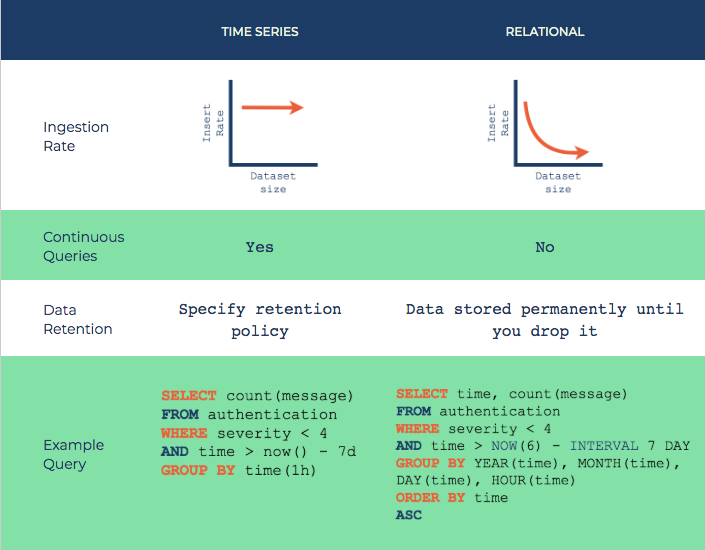 TIME SERIES
RELATIONAL
Ingestion
Rate
Insert
Rate
Dataset
size
Insert
Rate
Dataset
size
Continuous
Queries
Yes
No
Data
Retention
Specify retention
policy
Data stored permanently until
you drop it
Example
Query
SELECT count(message)
FROM authentication
WHERE severity < 4
AND time > now() - 7d
GROUP BY time(1h)
SELECT time, count(message)
FROM authentication
WHERE severity < 4
AND time > NOW(6) - INTERVAL 7 DAY
GROUP BY YEAR(time), MONTH(time),
DAY(time), HOUR(time)
ORDER BY time
ASC